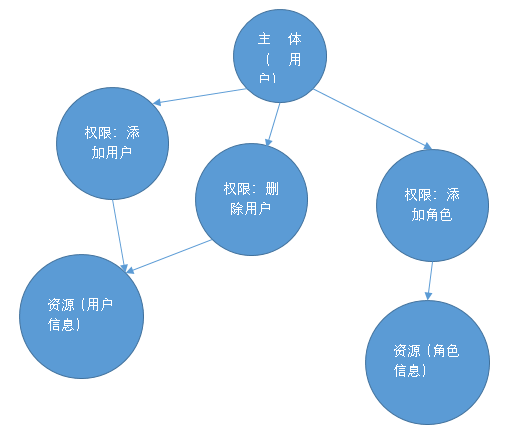 主 体
（ 用
户）
权限：添
加用户
权限：删
除用户
权限：添
加角色
资源（用户
信息）
资源（角色
信息）